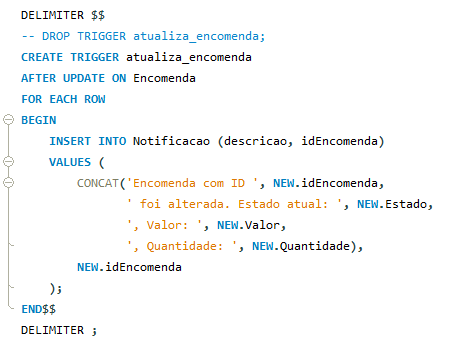 DELIMITER $$
-- DROP TRIGGER atualiza_encomenda;
CREATE TRIGGER atualiza_encomenda
AFTER UPDATE ON Encomenda
FOR EACH ROW
BEGIN
    INSERT INTO Notificacao (descricao, idEncomenda)
    VALUES (
        CONCAT('Encomenda com ID ', NEW.idEncomenda,
               ' foi alterada. Estado atual: ', NEW.Estado,
               ', Valor: ', NEW.Valor,
               ', Quantidade: ', NEW.Quantidade),
        NEW.idEncomenda
    );
END$$
DELIMITER ;